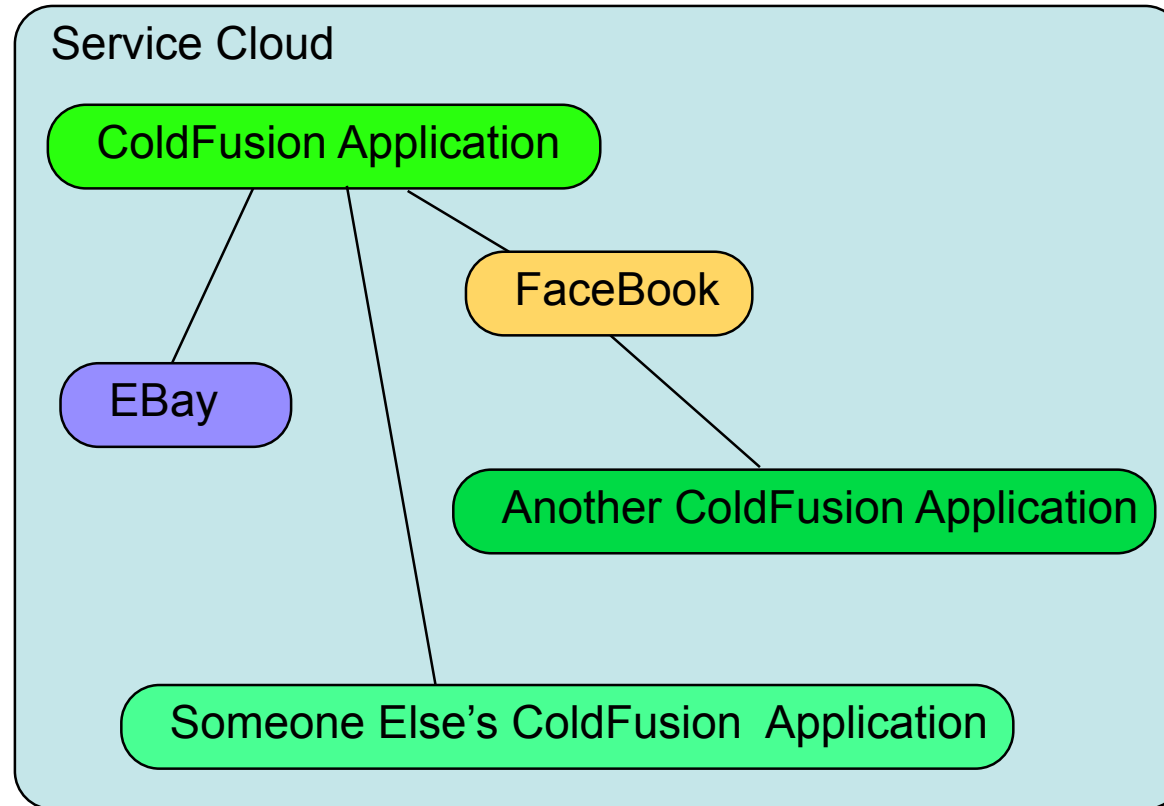 Service Cloud
ColdFusion Application
FaceBook
EBay
Another ColdFusion Application
Someone Else’s ColdFusion  Application